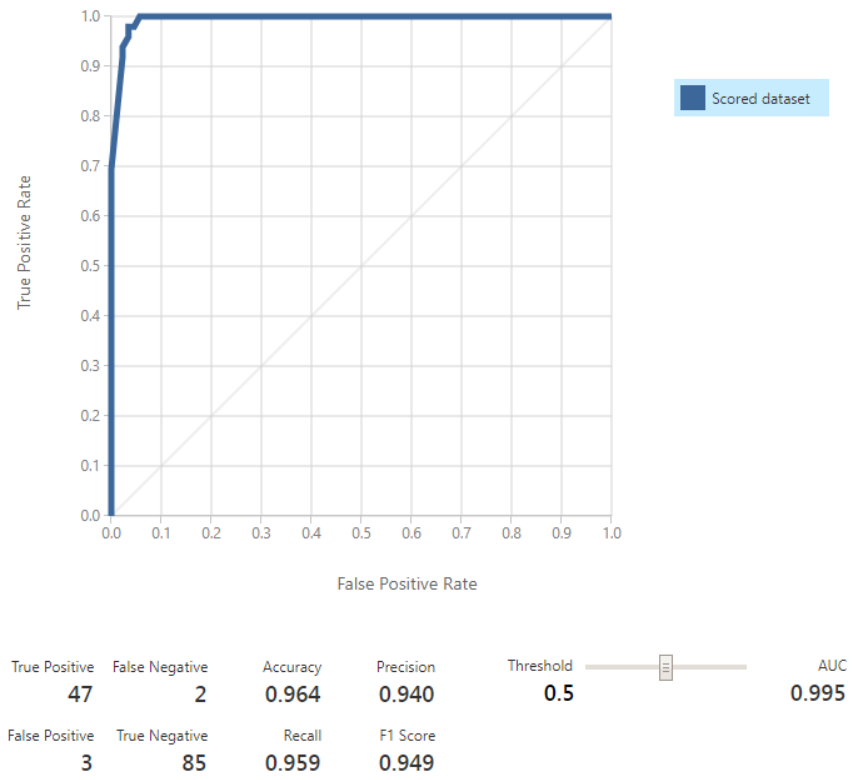 1.0
0.9
0.8
0.7
0.6
0.5
0.4
0.3
0.2
0.1
0.0
True Positive Rate
0.0 0.1 0.2 0.3 0.4 0.5 0.6 0.7 0.8 0.9 1.0
False Positive Rate
Scored dataset
True Positive False Negative Accuracy Precision Threshold AUC
47 2 0.964 0.940 0.5 0.995
False Positive True Negative Recall F1 Score
3 85 0.959 0.949